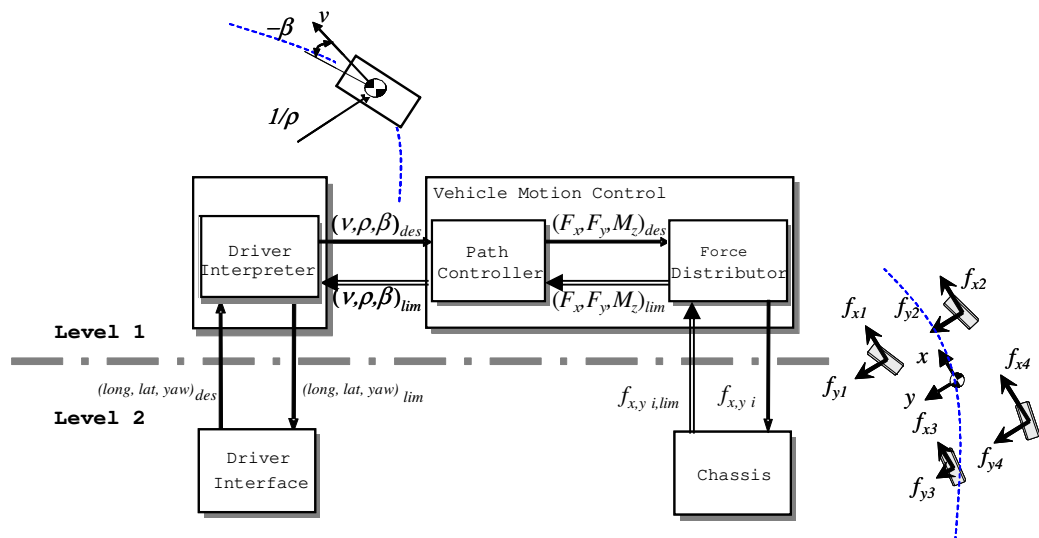 −β
v
1/ρ
Vehicle Motion Control
(ν,ρ,β)des
(Fx,Fy,Mz)des
Driver
Interpreter
Path
Controller
Force
Distributor
(ν,ρ,β)lim
(Fx,Fy,Mz)lim
Level 1
(long, lat, yaw) des
(long, lat, yaw) lim
fx,y i,lim
fx,y i
Level 2
Driver
Interface
Chassis
fx2
fx1
fy2
x
fx4
fy1
y
fx3
fy4
fy3